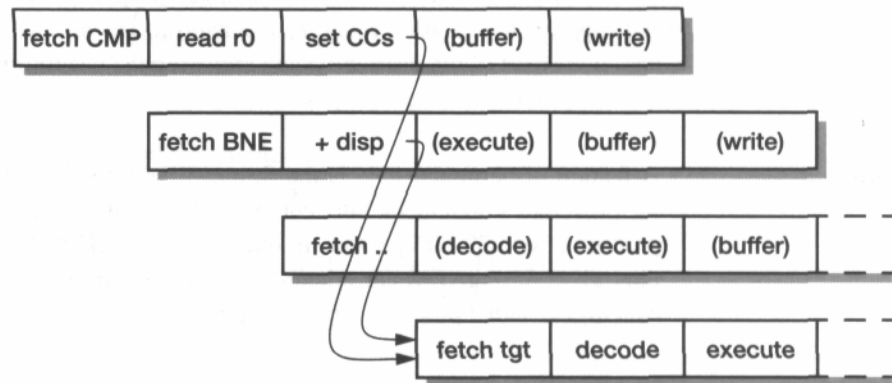 fetch CMP read r0 set CCs (buffer) (write)
fetch BNE + disp (execute) (buffer) (write)
fetch .. (decode) (execute) (buffer)
fetch tgt decode execute